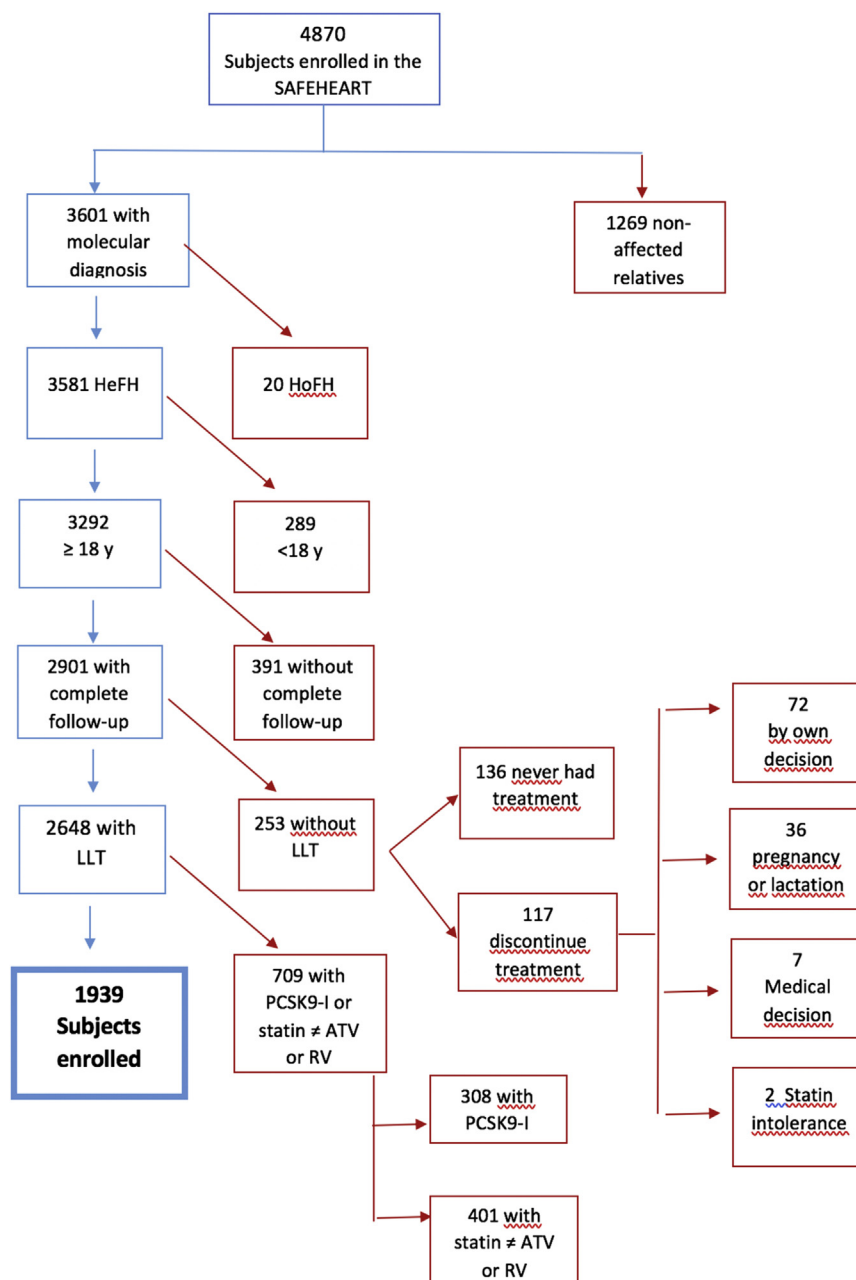 4870
Subjects enrolled in the
SAFEHEART
3601 with
molecular
diagnosis
1269 non-
affected
relatives
3581 HeFH
20 HoFH
3292
≥ 18 y
289
<18 y
2901 with
complete
follow-up
391 without
complete
follow-up
2648 with
LLT
253 without
LLT
136 never had
treatment
117
discontinue
treatment
72
by own
decision
36
pregnancy
or lactation
7
Medical
decision
2 Statin
intolerance
1939
Subjects
enrolled
709 with
PCSK9-I or
statin ≠ ATV
or RV
308 with
PCSK9-I
401 with
statin ≠ ATV
or RV